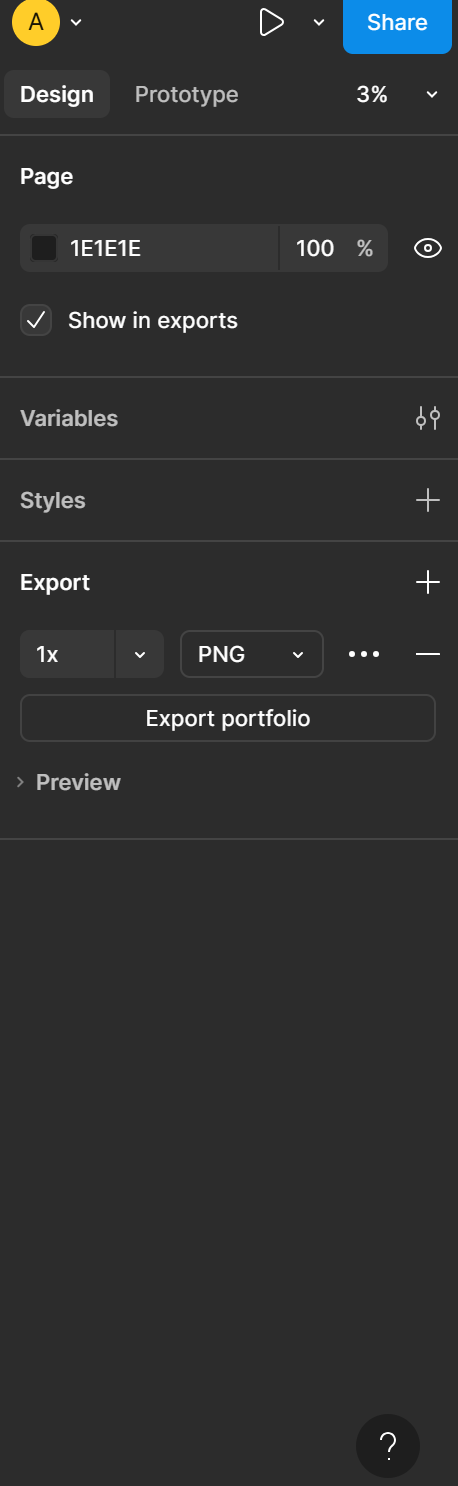 A
Share
Design Prototype 3%
Page
1E1E1E 100 %
Show in exports
Variables
Styles
Export
1x PNG
Export portfolio
Preview
?